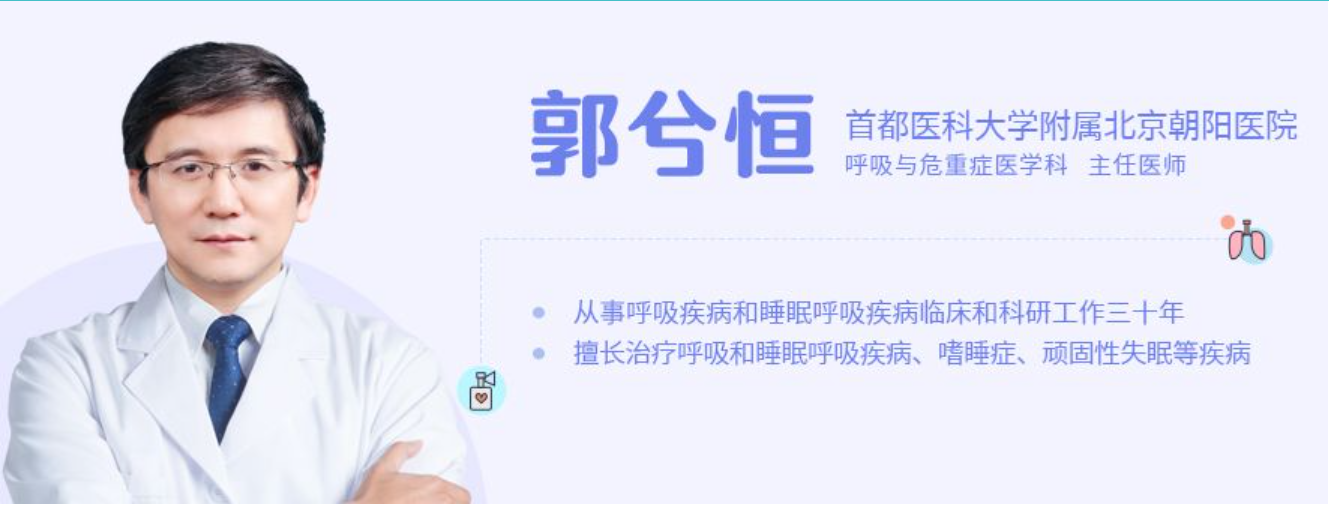 郭兮恒
首都医科大学附属北京朝阳医院
呼吸与危重症医学科 主任医师
从事呼吸疾病和睡眠呼吸疾病临床和科研工作三十年
擅长治疗呼吸和睡眠呼吸疾病、嗜睡症、顽固性失眠等疾病